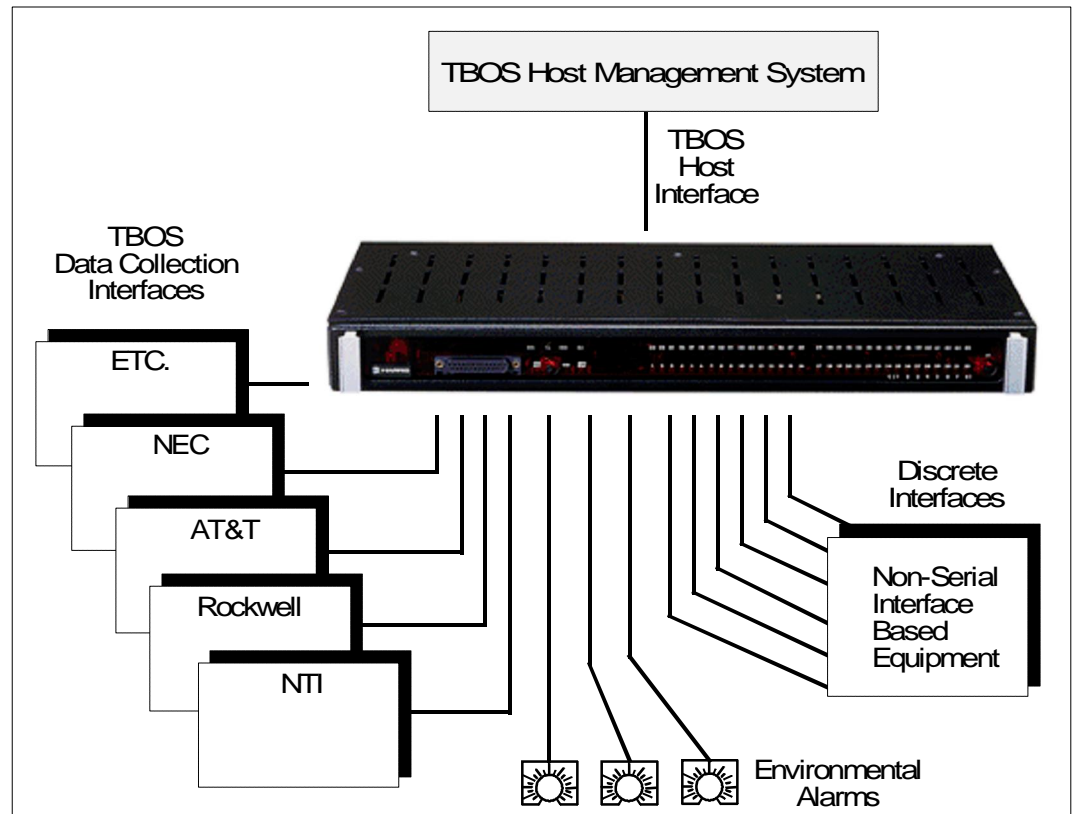 TBOS Host Management System
TBOS
Host
Interface
TBOS
Data Collection
Interfaces
ETC.
NEC
AT&T
Rockwell
NTI
Discrete
Interfaces
Non-Serial
Interface
Based
Equipment
Environmental
Alarms